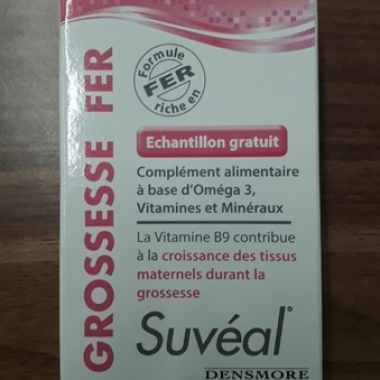 GROSSESSE FER
Formule
FER
riche en
Echantillon gratuit
Complément alimentaire
à base d'Oméga 3,
Vitamines et Minéraux
La Vitamine B9 contribue
à la croissance des tissus
maternels durant la
grossesse
Suvéal®
DENSMORE